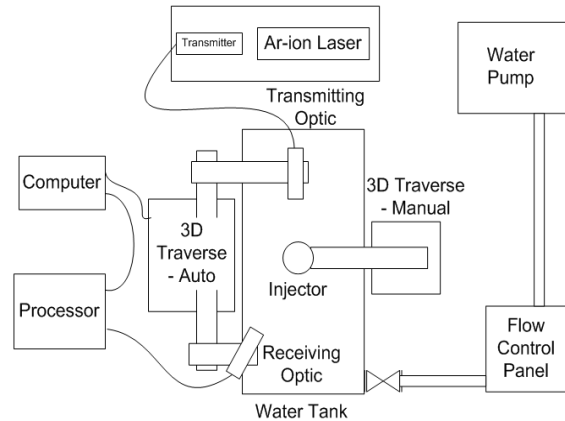 Transmitter
Ar-ion Laser
Water
Pump
Transmitting
Optic
Computer
3D Traverse
- Manual
3D
Traverse
- Auto
Injector
Processor
Receiving
Optic
Flow
Control
Panel
Water Tank